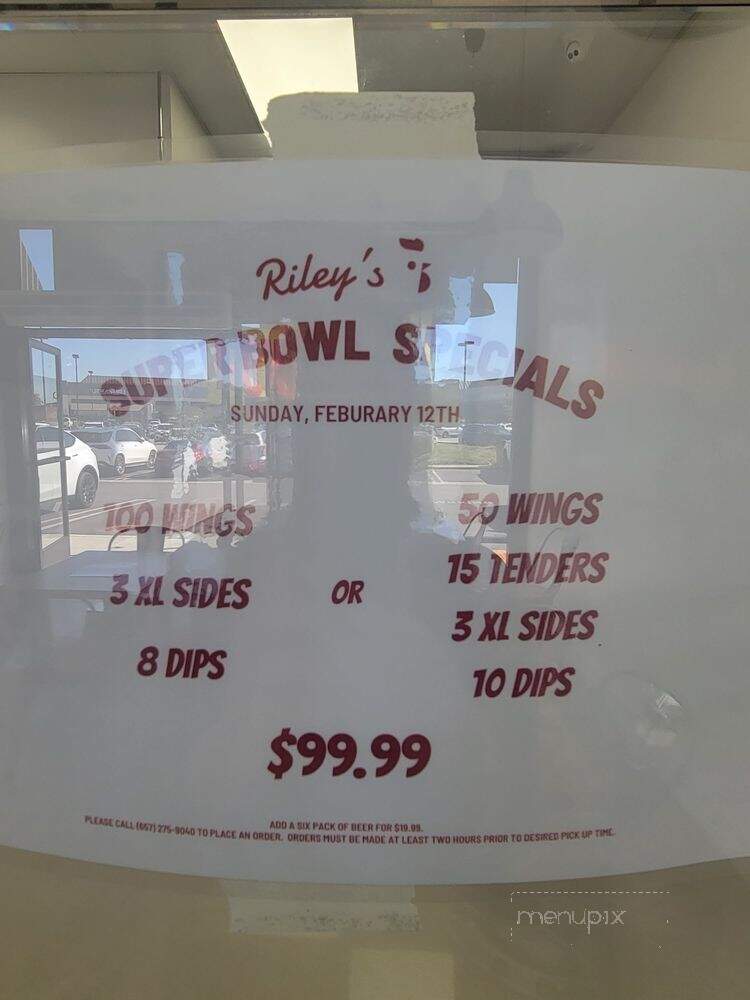 Riley's
SUPER BOWL SPECIALS
SUNDAY, FEBURARY 12TH
100 WINGS
3 XL SIDES
8 DIPS
OR
50 WINGS
15 TENDERS
3 XL SIDES
10 DIPS
$99.99
ADD A SIX PACK OF BEER FOR $19.99.
PLEASE CALL (657) 275-9040 TO PLACE AN ORDER. ORDERS MUST BE MADE AT LEAST TWO HOURS PRIOR TO DESIRED PICK UP TIME.
menupix